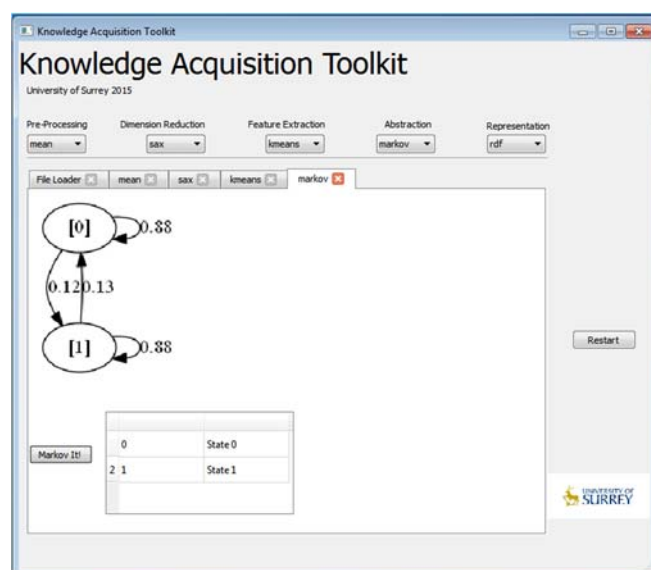 Knowledge Acquisition Toolkit
Knowledge Acquisition Toolkit
University of Surrey 2015
Pre-Processing Dimension Reduction Feature Extraction Abstraction Representation
mean sax kmeans markov rdf
File Loader mean sax kmeans markov
[0] 0.88
0.12 0.13
[1] 0.88
Restart
0 State 0
Markov It!
2 1 State 1
UNIVERSITY OF
SURREY